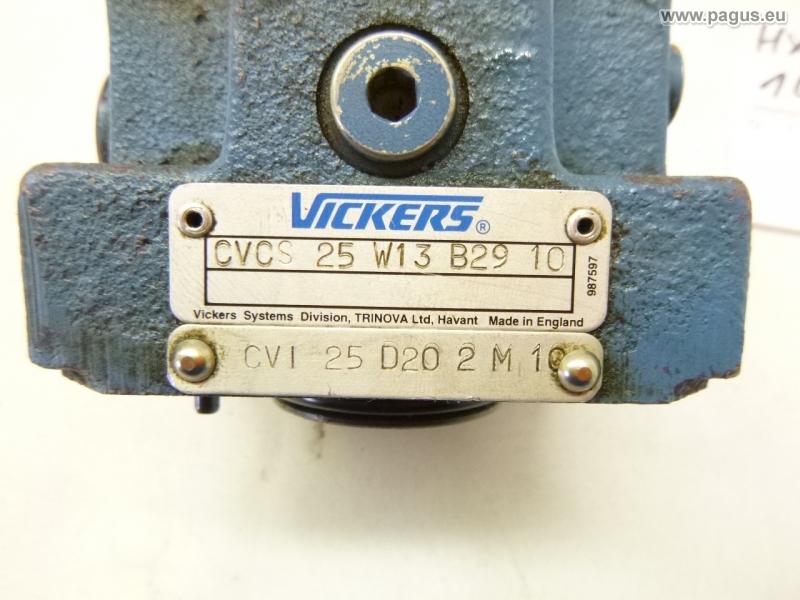 www.pagus.eu
VICKERS®
CVCS 25 W13 B29 10
987597
Vickers Systems Division, TRINOVA Ltd, Havant Made in England
CVI 25 D20 2 M 10